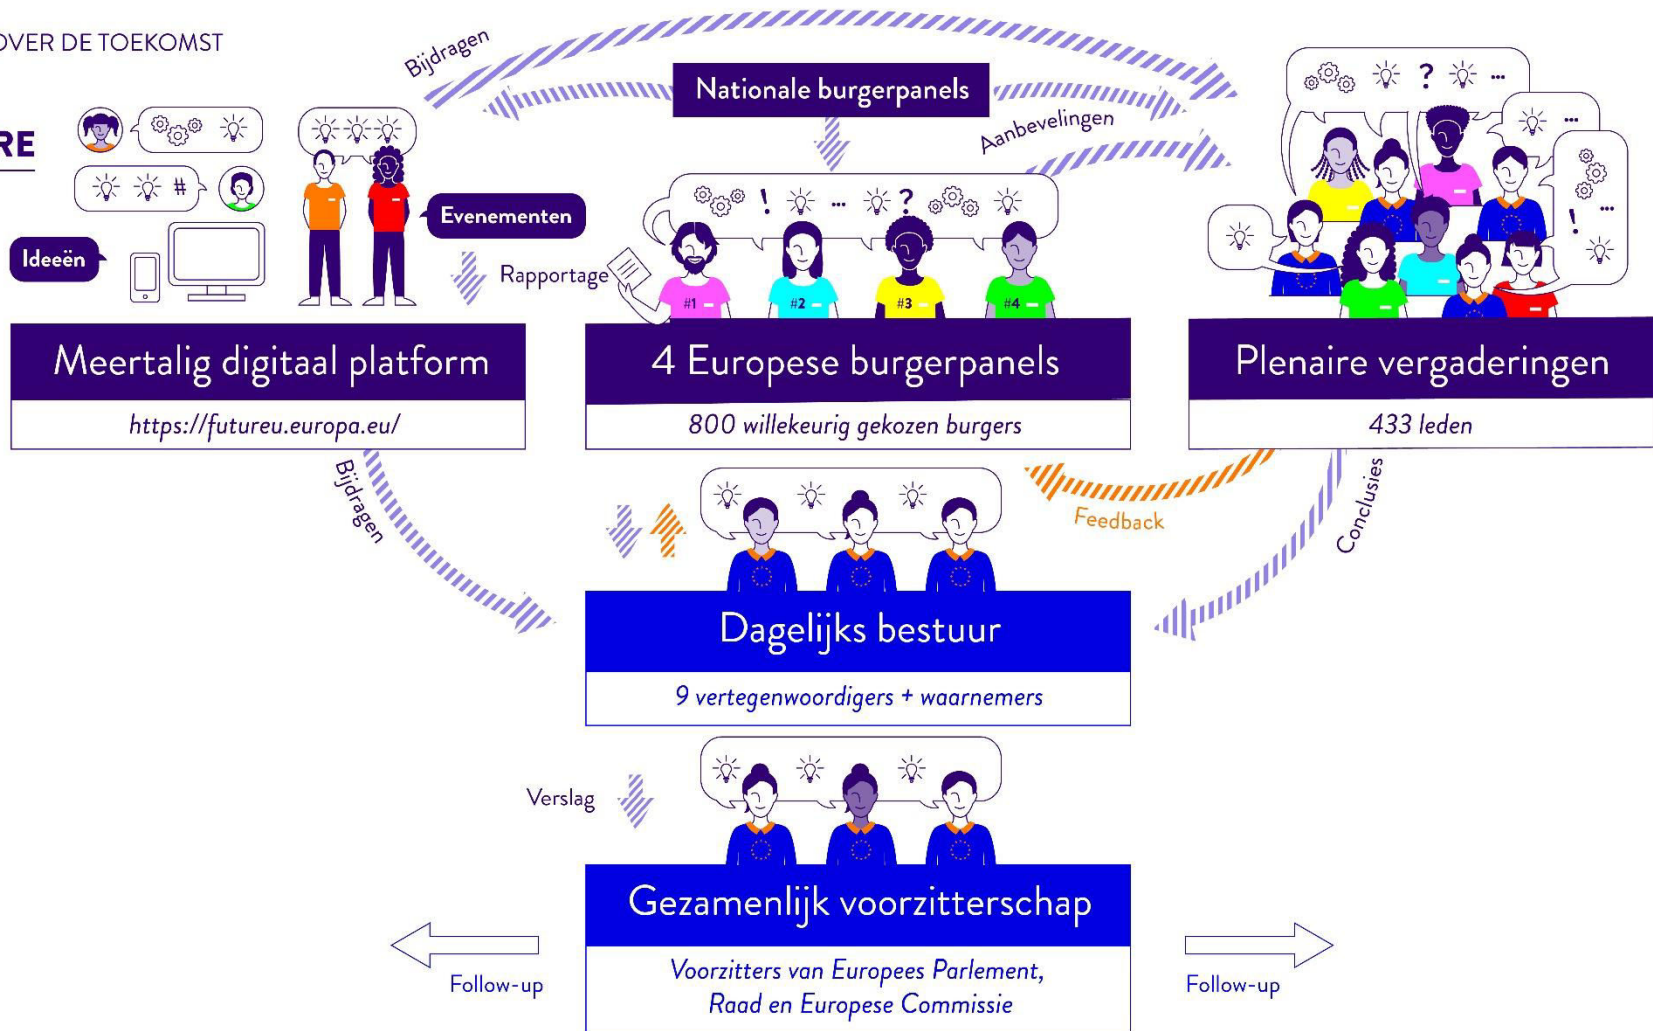 OVER DE TOEKOMST
RE
Bijdragen
Nationale burgerpanels
Aanbevelingen
#
Ideeën
Evenementen
Rapportage
! ... ?
#1 #2 #3 #4
? ...
...
! ...
Meertalig digitaal platform
https://futureu.europa.eu/
4 Europese burgerpanels
800 willekeurig gekozen burgers
Plenaire vergaderingen
433 leden
Bijdragen
Feedback
Conclusies
Dagelijks bestuur
9 vertegenwoordigers + waarnemers
Verslag
Gezamenlijk voorzitterschap
Voorzitters van Europees Parlement,
Raad en Europese Commissie
Follow-up
Follow-up